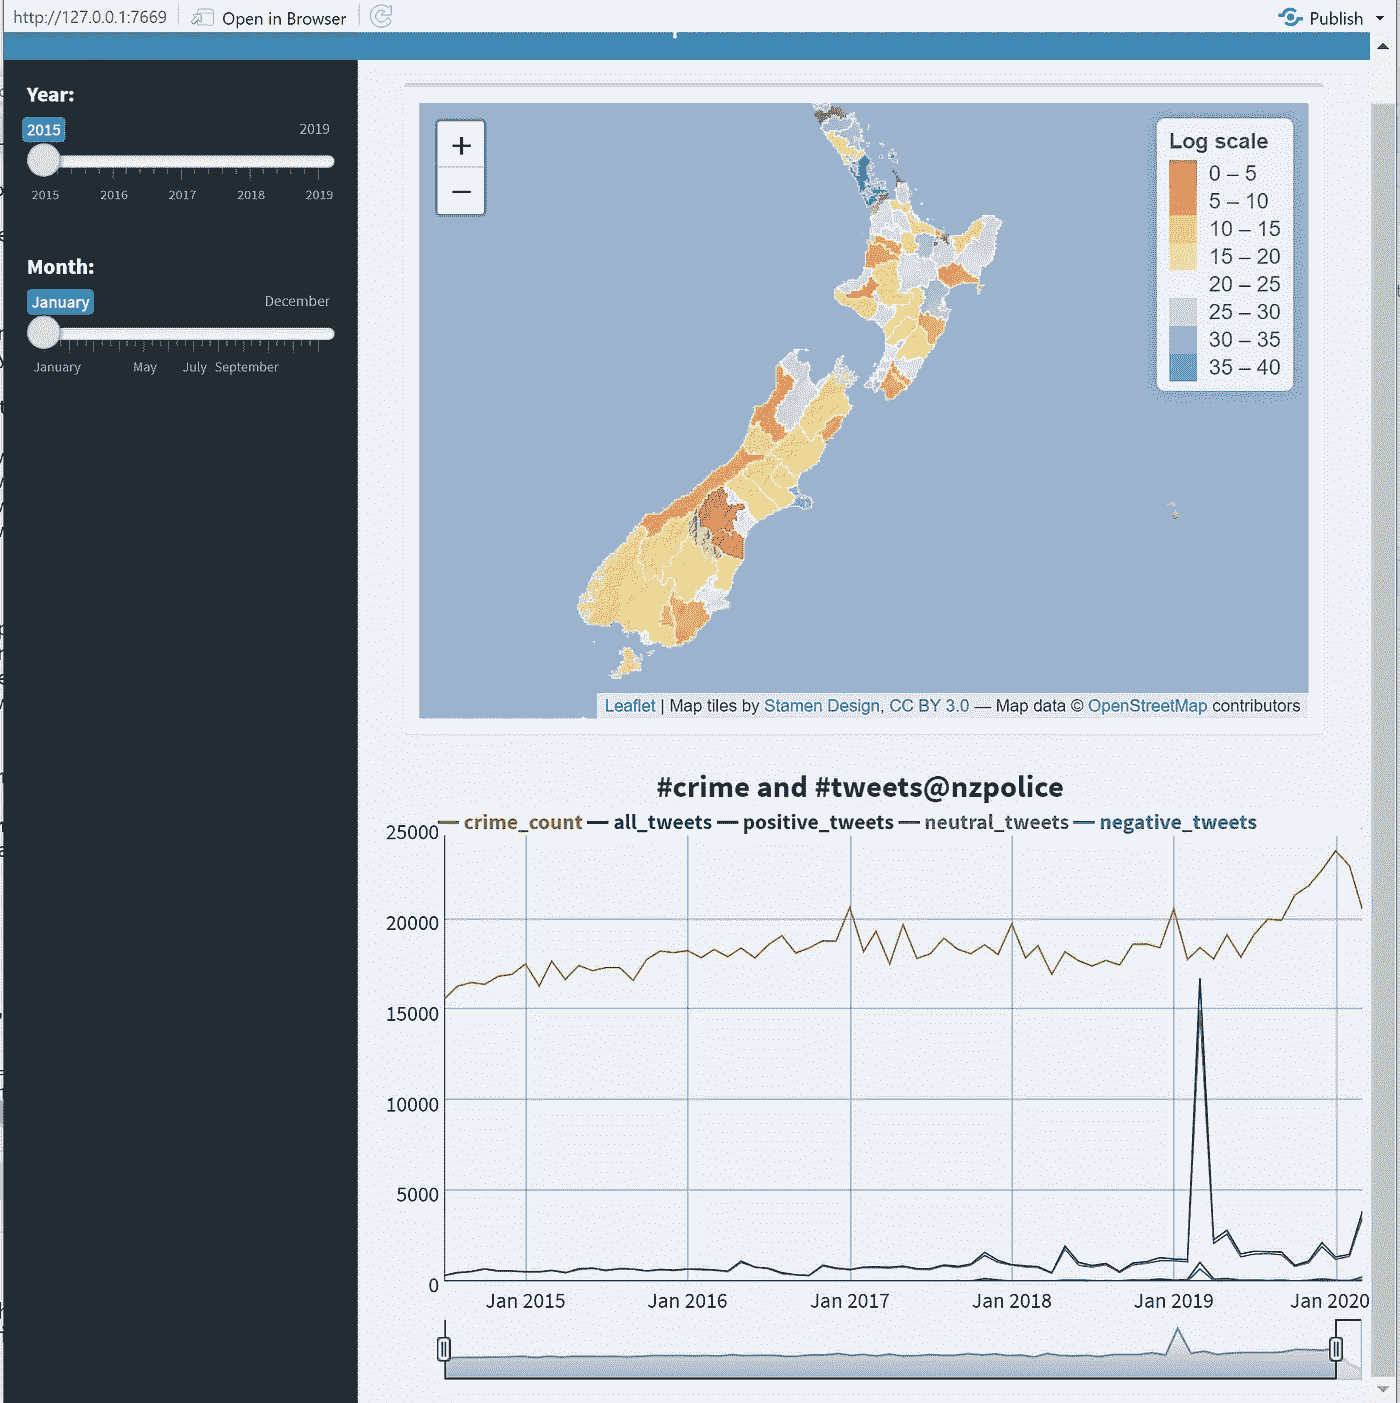 http://127.0.0.1:7669 Open in Browser Publish
Year:
2015 2019
2015 2016 2017 2018 2019
Month:
January December
January May July September
+
−
Log scale
0 – 5
5 – 10
10 – 15
15 – 20
20 – 25
25 – 30
30 – 35
35 – 40
Leaflet | Map tiles by Stamen Design, CC BY 3.0 — Map data © OpenStreetMap contributors
#crime and #tweets@nzpolice
crime_count all_tweets positive_tweets neutral_tweets negative_tweets
25000
20000
15000
10000
5000
0
Jan 2015 Jan 2016 Jan 2017 Jan 2018 Jan 2019 Jan 2020